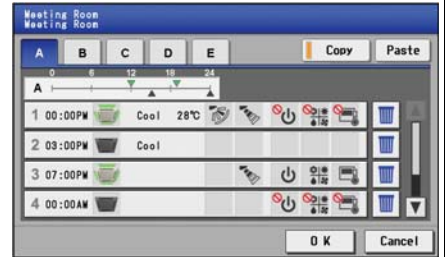 Meeting Room
Meeting Room
A B C D E Copy Paste
0 6 12 18 24
A
1 00:00PM Cool 28°C
2 03:00PM Cool
3 07:00PM
4 00:00AM
OK Cancel